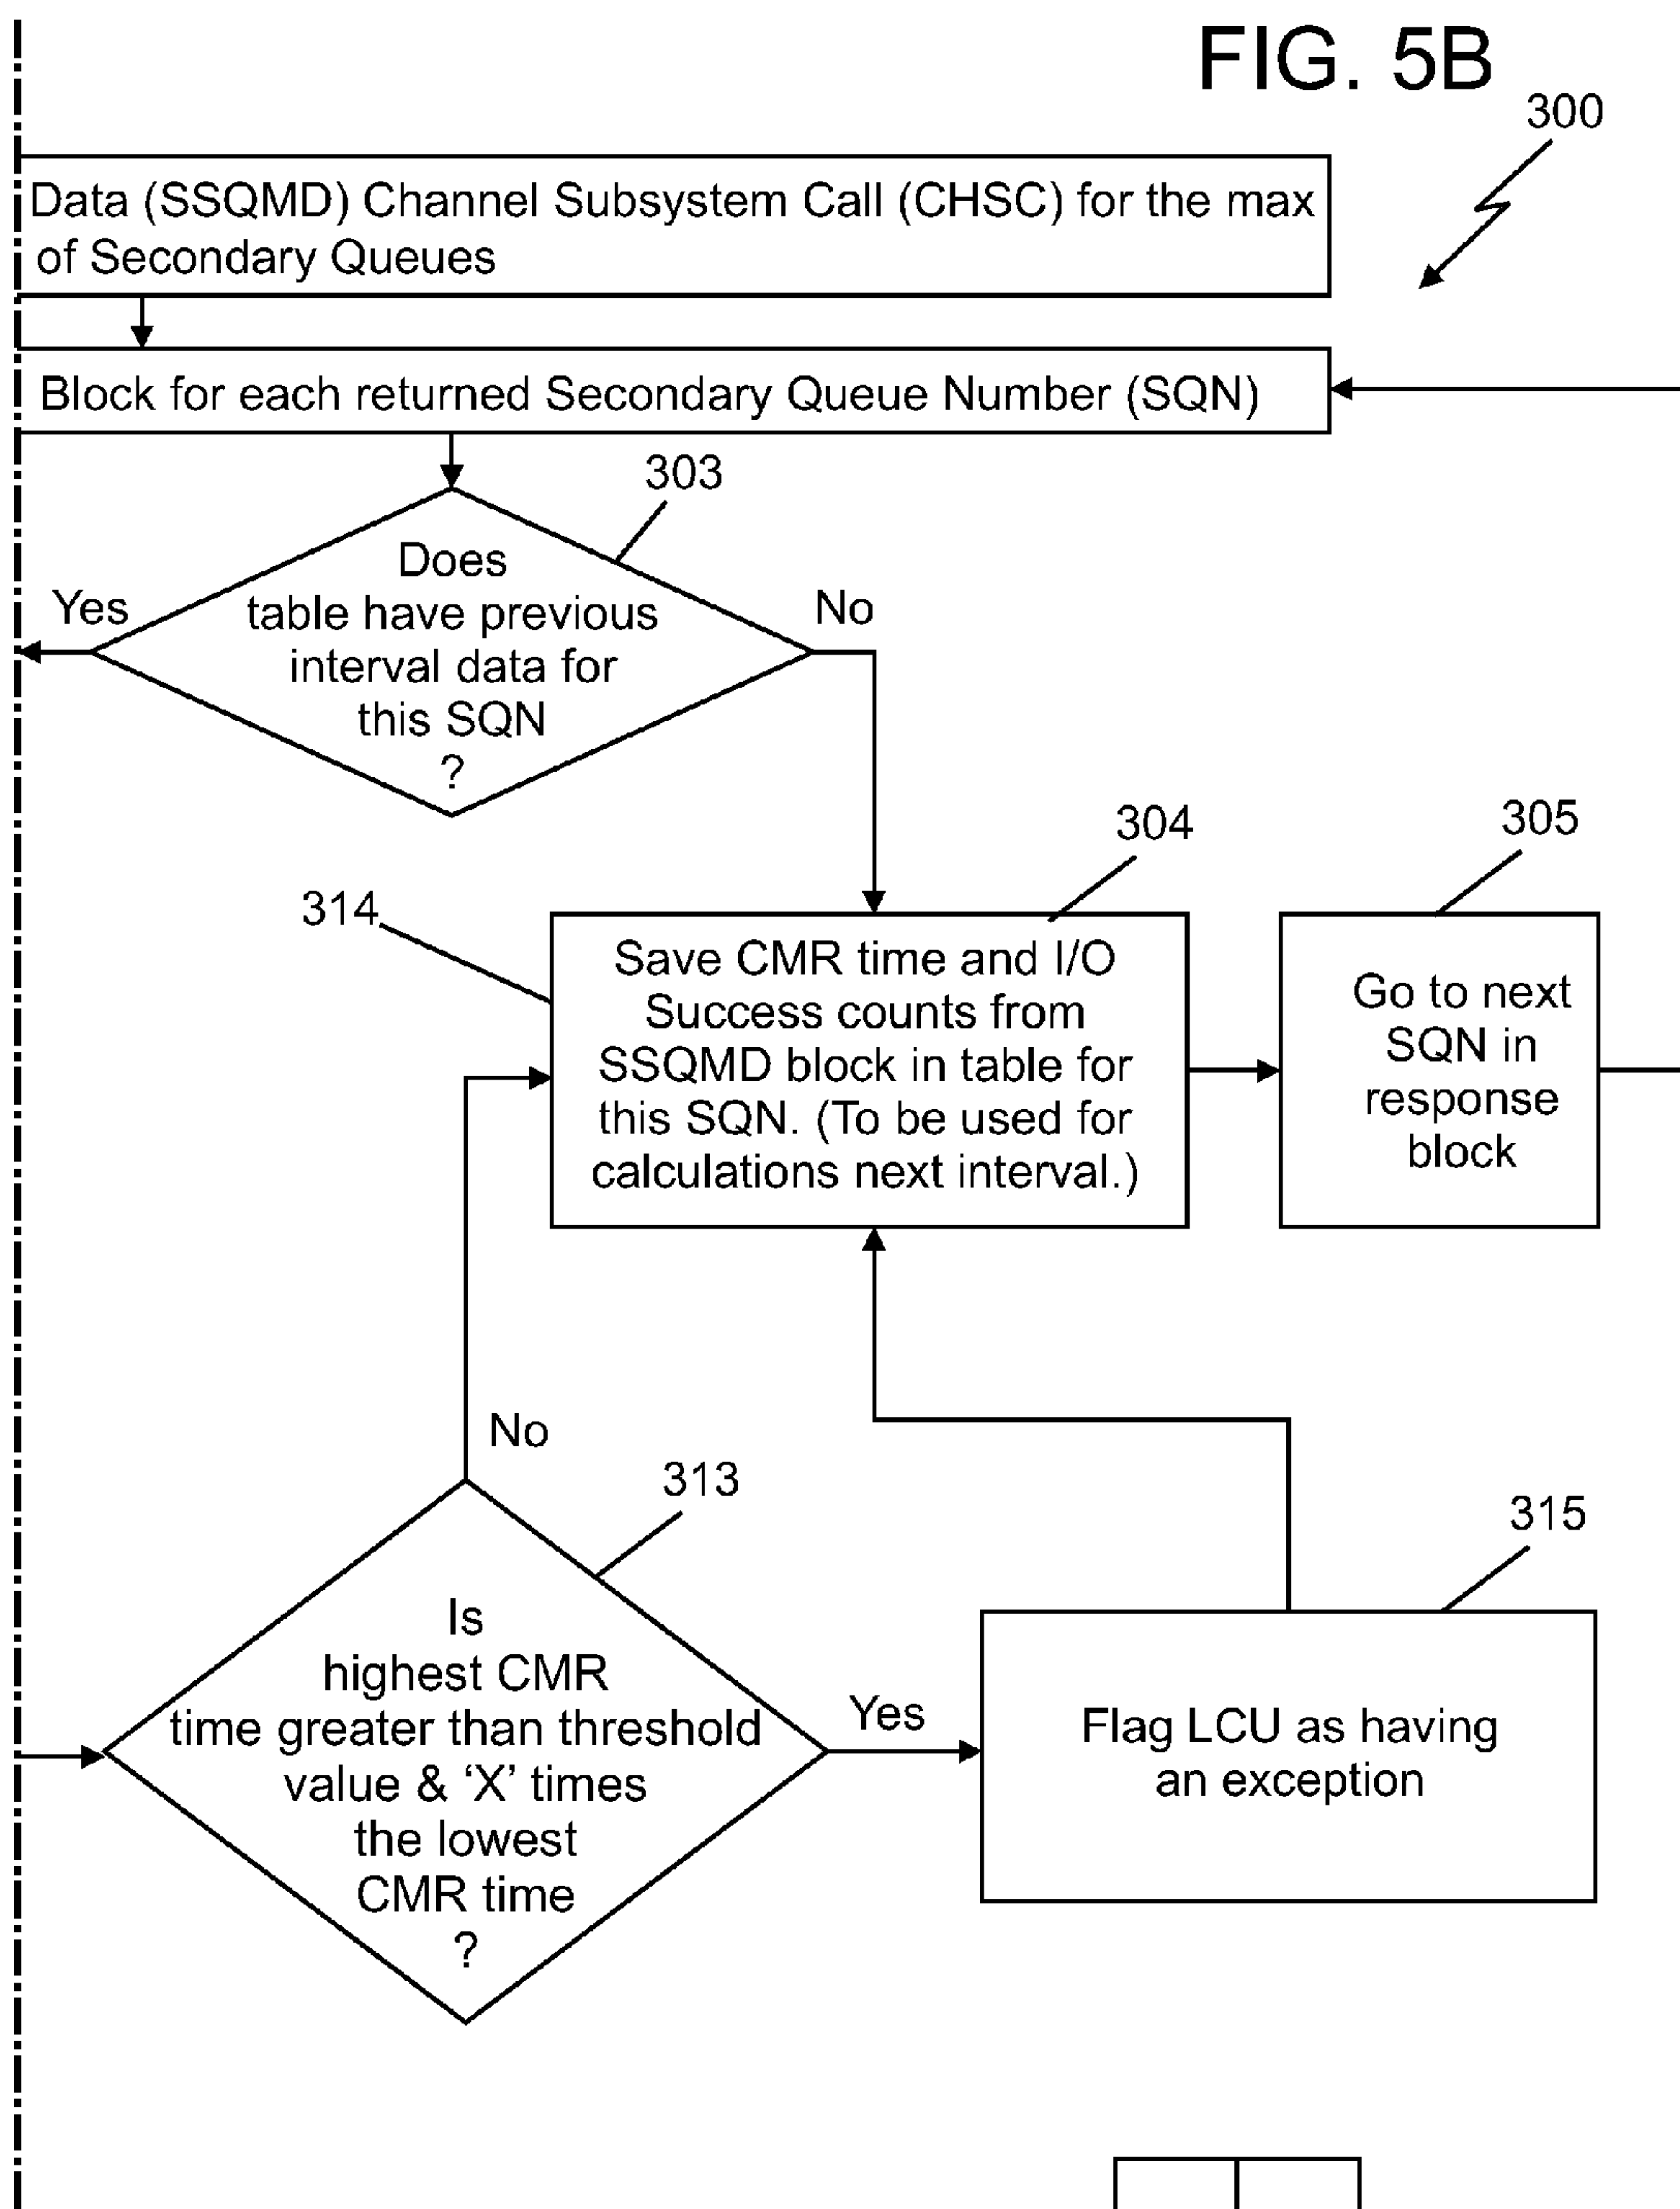 FIG. 5B
300
Data (SSQMD) Channel Subsystem Call (CHSC) for the max
of Secondary Queues
Block for each returned Secondary Queue Number (SQN)
303
Does
table have previous
interval data for
this SQN
?
Yes
No
304
305
314
Save CMR time and I/O
Success counts from
SSQMD block in table for
this SQN. (To be used for
calculations next interval.)
Go to next
SQN in
response
block
No
313
315
Is
highest CMR
time greater than threshold
value & ‘X’ times
the lowest
CMR time
?
Yes
Flag LCU as having
an exception